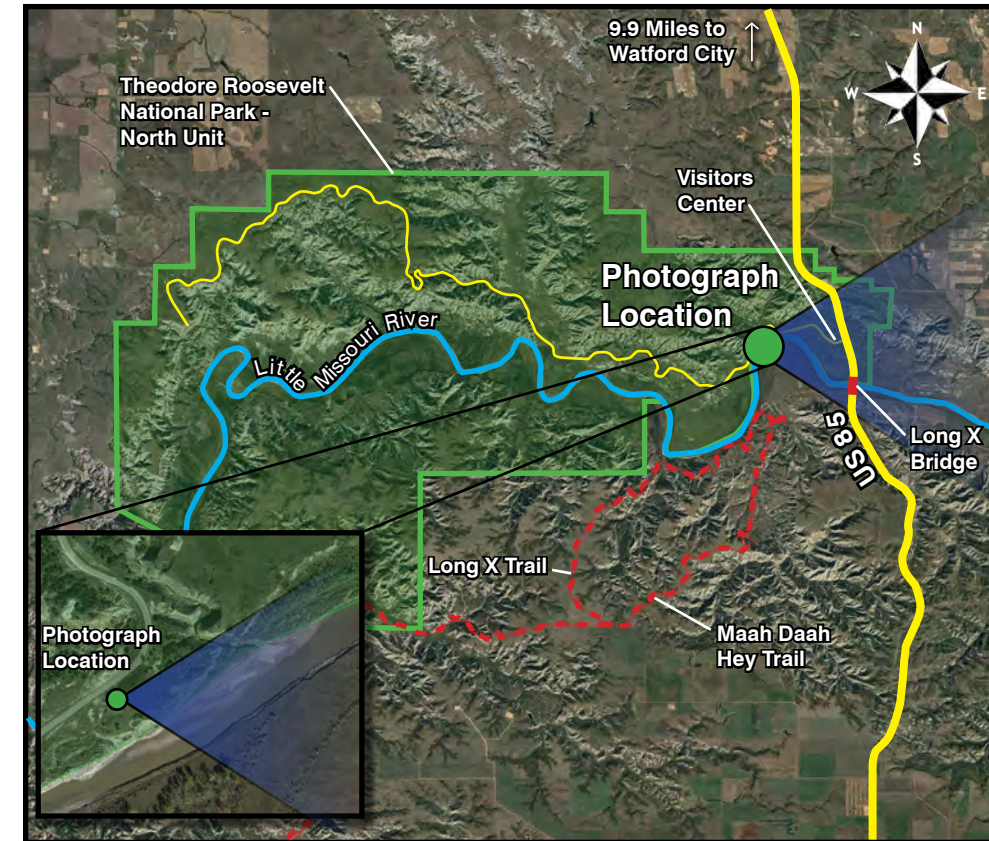 9.9 Miles to
Watford City
N
W
E
S
Theodore Roosevelt
National Park -
North Unit
Visitors
Center
Photograph
Location
Little Missouri River
US 85
Long X
Bridge
Long X Trail
Maah Daah
Hey Trail
Photograph
Location